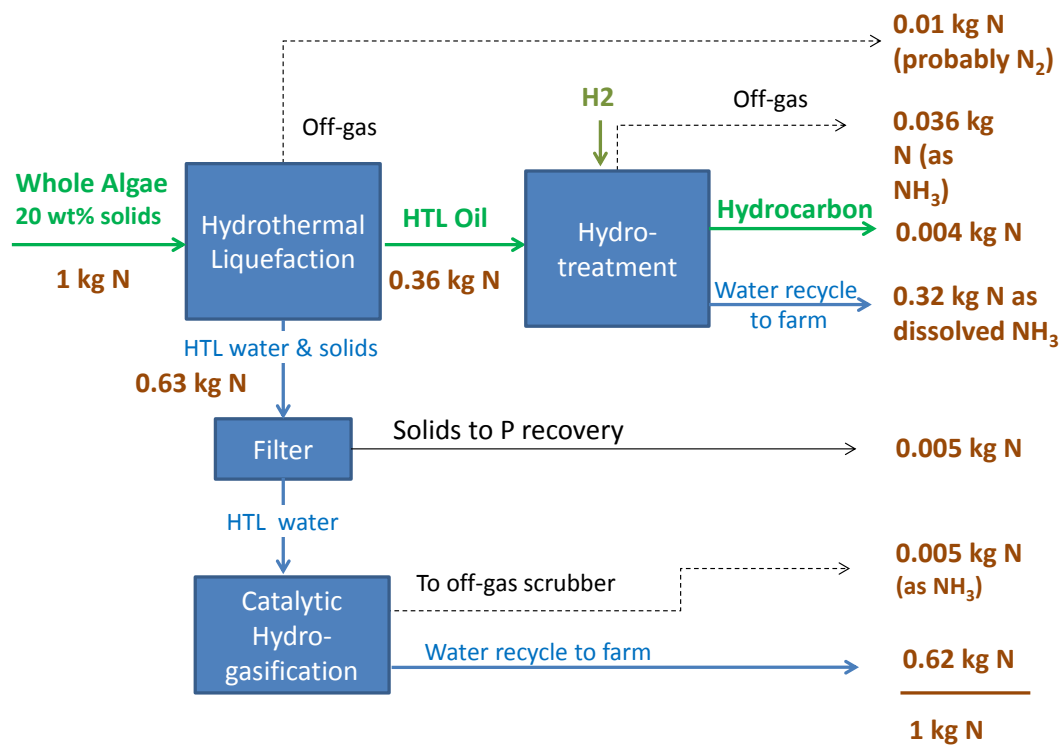 0.01 kg N
(probably N₂)
H2
Off-gas
Off-gas
0.036 kg
N (as
NH₃)
Whole Algae
20 wt% solids
1 kg N
Hydrothermal
Liquefaction
HTL Oil
0.36 kg N
Hydro-
treatment
Hydrocarbon
0.004 kg N
Water recycle
to farm
0.32 kg N as
dissolved NH₃
HTL water & solids
0.63 kg N
Filter
Solids to P recovery
0.005 kg N
HTL water
Catalytic
Hydro-
gasification
To off-gas scrubber
0.005 kg N
(as NH₃)
Water recycle to farm
0.62 kg N
1 kg N